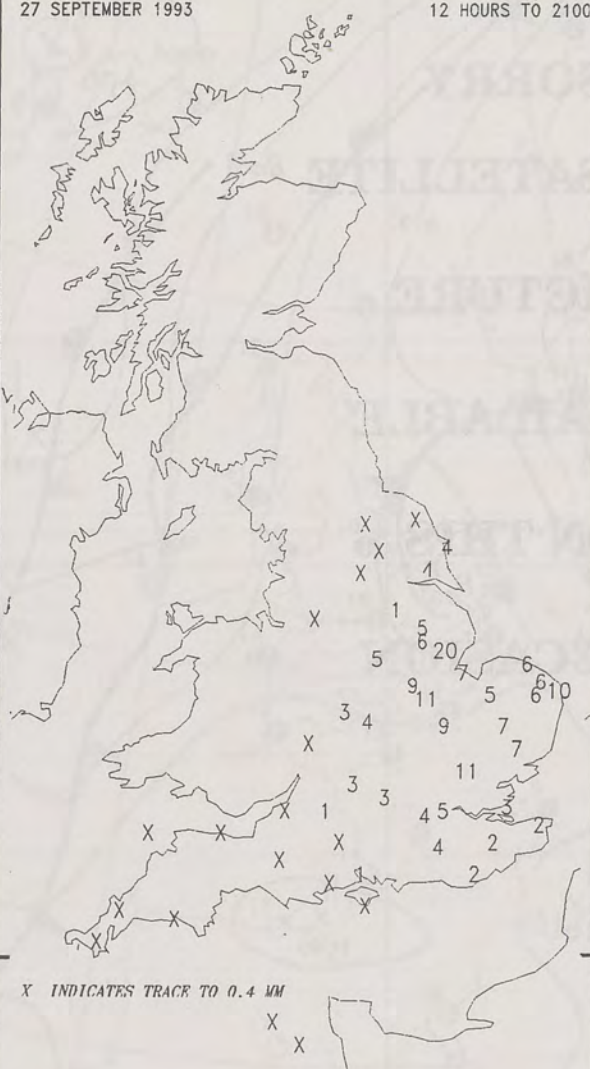 27 SEPTEMBER 1993 12 HOURS TO 2100
X X
X 4
X 1
1
X 5
6 20
5 7 6
9 11 5 6 6 10
3 4 9 7
X 7
11
3 3
X 1 4 5 3
X X X 4 2 2
X
X 1 2
X X X
X
X
X INDICATES TRACE TO 0.4 MM
X
X